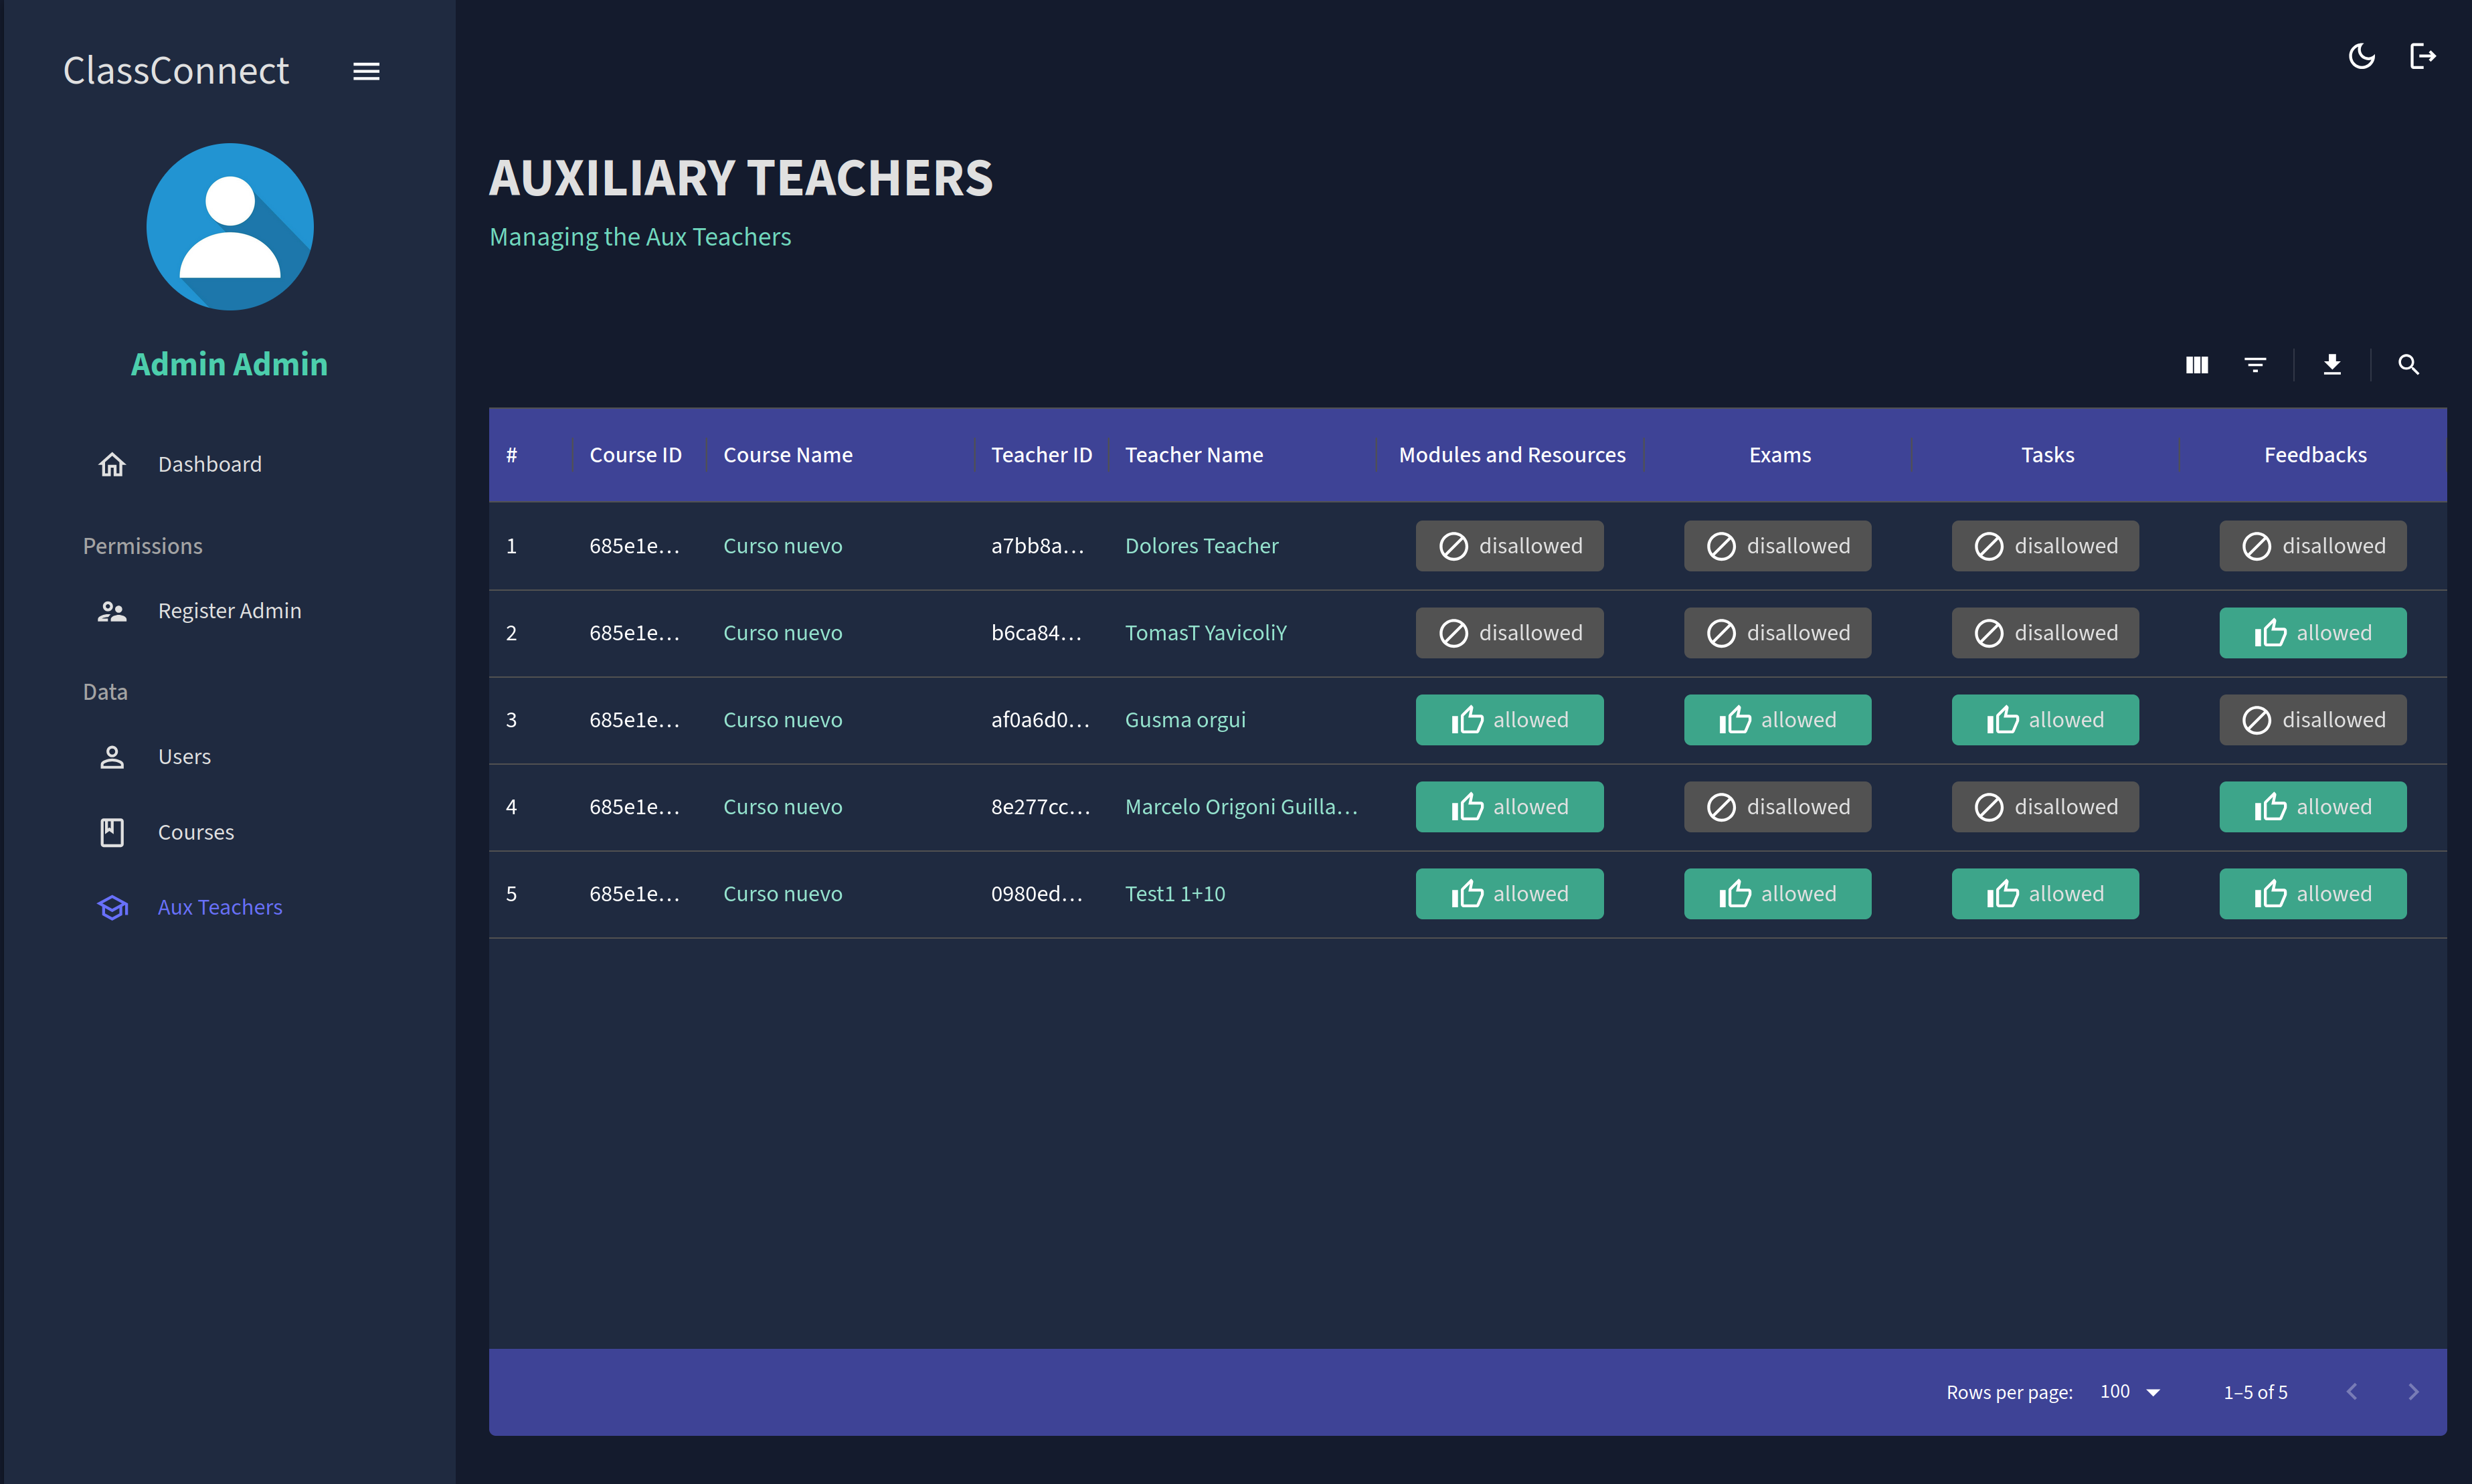 ClassConnect
Admin Admin
Dashboard
Permissions
Register Admin
Data
Users
Courses
Aux Teachers
AUXILIARY TEACHERS
Managing the Aux Teachers
# Course ID Course Name Teacher ID Teacher Name Modules and Resources Exams Tasks Feedbacks
1 685e1e... Curso nuevo a7bb8a... Dolores Teacher disallowed disallowed disallowed disallowed
2 685e1e... Curso nuevo b6ca84... TomasT YavicoliY disallowed disallowed disallowed allowed
3 685e1e... Curso nuevo af0a6d0... Gusma orgui allowed allowed allowed disallowed
4 685e1e... Curso nuevo 8e277cc... Marcelo Origoni Guilla... allowed disallowed disallowed allowed
5 685e1e... Curso nuevo 0980ed... Test1 1+10 allowed allowed allowed allowed
Rows per page: 100 1–5 of 5